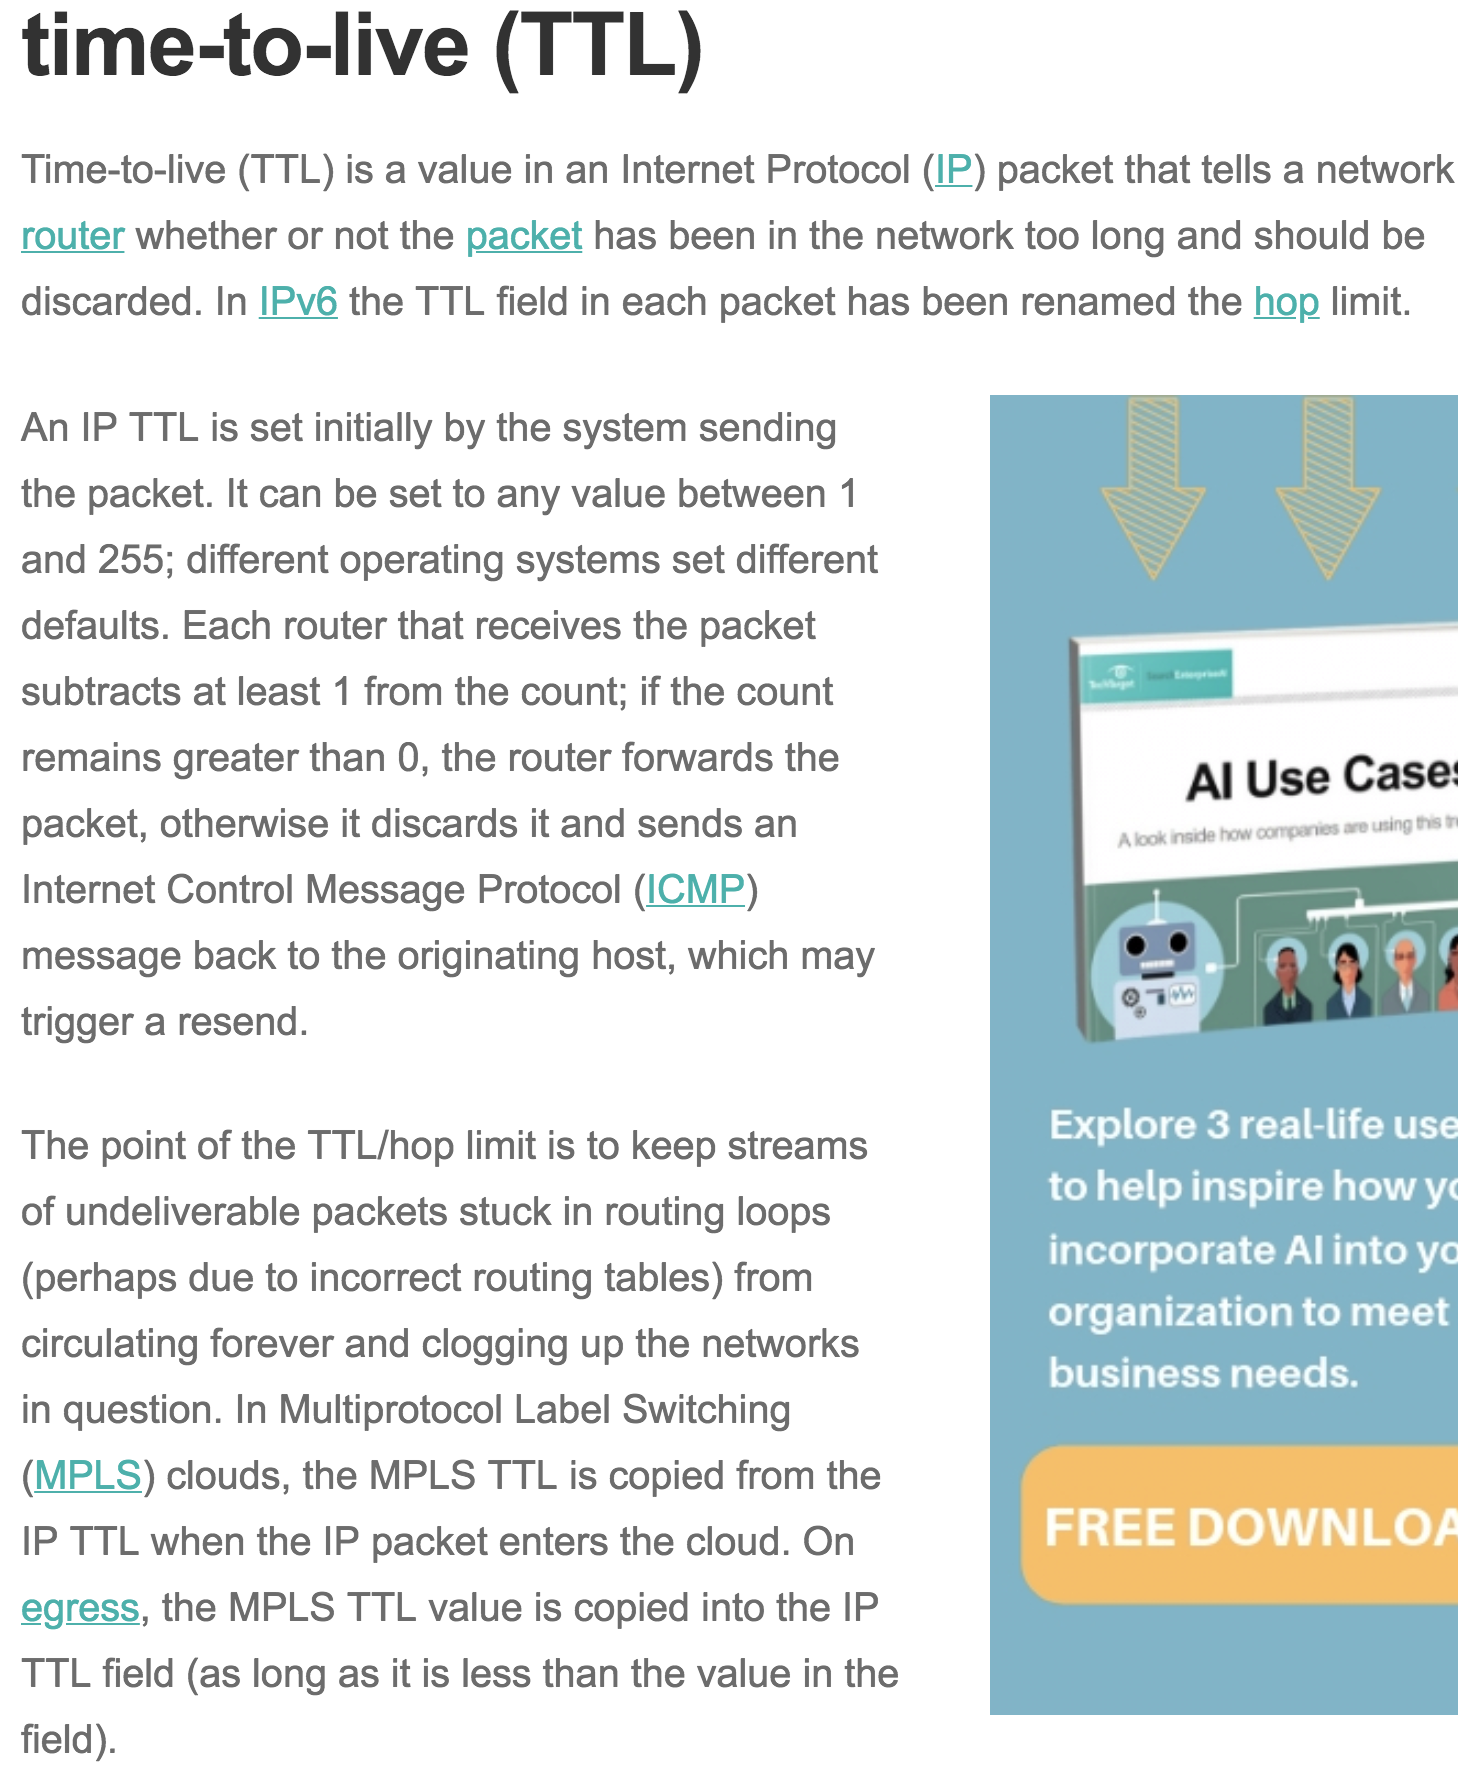 time-to-live (TTL)
Time-to-live (TTL) is a value in an Internet Protocol (IP) packet that tells a network
router whether or not the packet has been in the network too long and should be
discarded. In IPv6 the TTL field in each packet has been renamed the hop limit.
An IP TTL is set initially by the system sending
the packet. It can be set to any value between 1
and 255; different operating systems set different
defaults. Each router that receives the packet
subtracts at least 1 from the count; if the count
remains greater than 0, the router forwards the
packet, otherwise it discards it and sends an
Internet Control Message Protocol (ICMP)
message back to the originating host, which may
trigger a resend.
The point of the TTL/hop limit is to keep streams
of undeliverable packets stuck in routing loops
(perhaps due to incorrect routing tables) from
circulating forever and clogging up the networks
in question. In Multiprotocol Label Switching
(MPLS) clouds, the MPLS TTL is copied from the
IP TTL when the IP packet enters the cloud. On
egress, the MPLS TTL value is copied into the IP
TTL field (as long as it is less than the value in the
field).
TechTarget SearchEnterpriseAI
AI Use Cases
A look inside how companies are using this
Explore 3 real-life use
to help inspire how yo
incorporate AI into yo
organization to meet
business needs.
FREE DOWNLOA